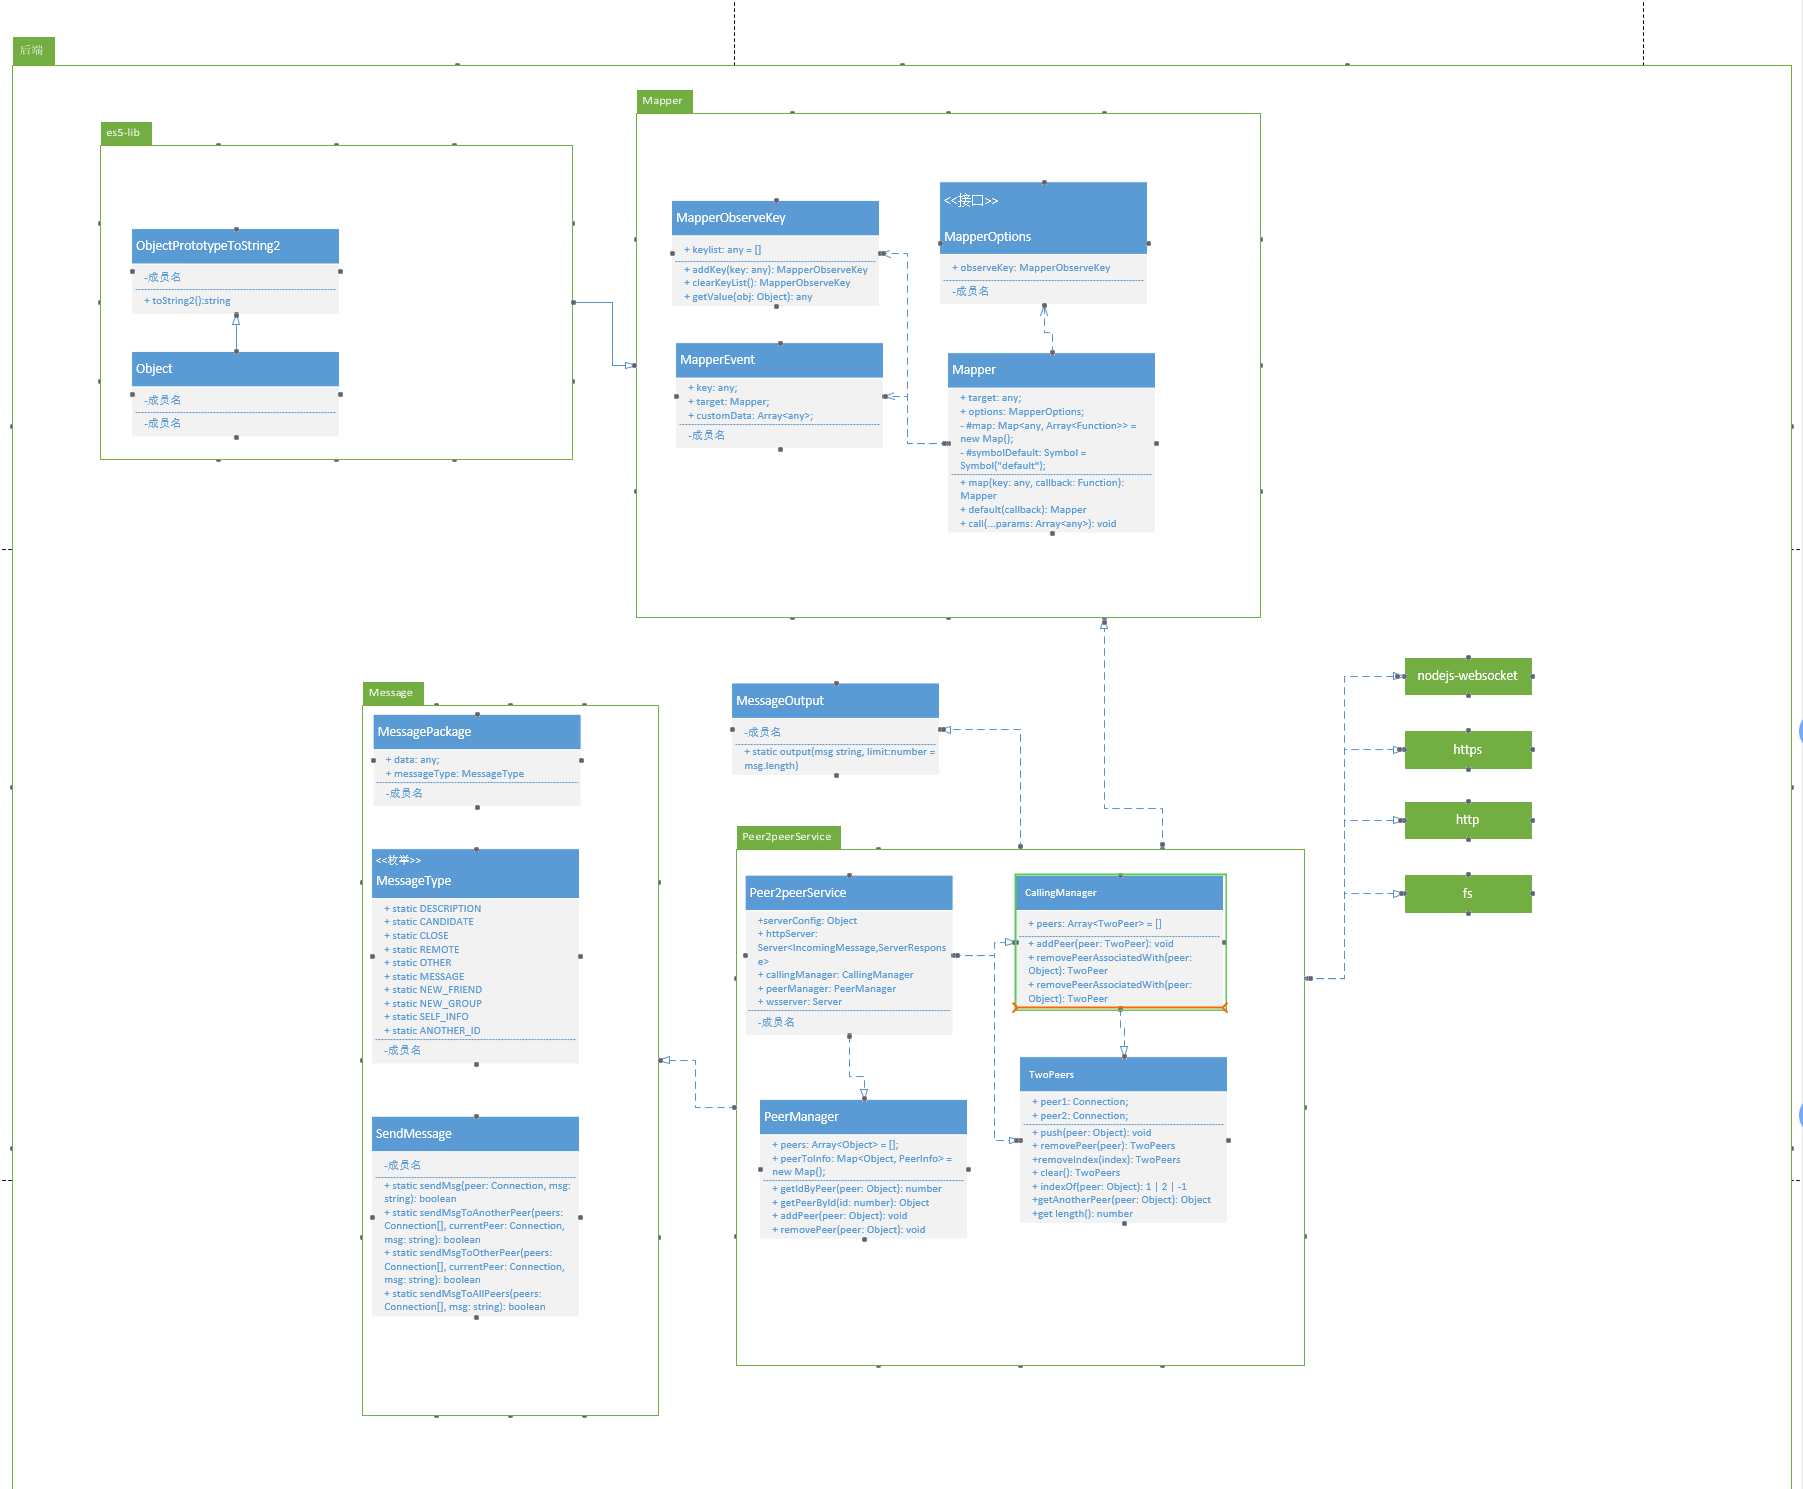 后端
es5-lib
ObjectPrototypeToString2
-成员名
+ toString2():string
Object
-成员名
-成员名
Mapper
MapperObserveKey
+ keylist: any = []
+ addKey(key: any): MapperObserveKey
+ clearKeyList(): MapperObserveKey
+ getValue(obj: Object): any
<<接口>>
MapperOptions
+ observeKey: MapperObserveKey
-成员名
MapperEvent
+ key: any;
+ target: Mapper;
+ customData: Array<any>;
-成员名
Mapper
+ target: any;
+ options: MapperOptions;
- #map: Map<any, Array<Function>> =
new Map();
- #symbolDefault: Symbol =
Symbol("default");
+ map(key: any, callback: Function):
Mapper
+ default(callback): Mapper
+ call(...params: Array<any>): void
Message
MessagePackage
+ data: any;
+ messageType: MessageType
-成员名
<<枚举>>
MessageType
+ static DESCRIPTION
+ static CANDIDATE
+ static CLOSE
+ static REMOTE
+ static OTHER
+ static MESSAGE
+ static NEW_FRIEND
+ static NEW_GROUP
+ static SELF_INFO
+ static ANOTHER_ID
-成员名
SendMessage
-成员名
+ static sendMsg(peer: Connection, msg:
string): boolean
+ static sendMsgToAnotherPeer(peers:
Connection[], currentPeer: Connection,
msg: string): boolean
+ static sendMsgToOtherPeer(peers:
Connection[], currentPeer: Connection,
msg: string): boolean
+ static sendMsgToAllPeers(peers:
Connection[], msg: string): boolean
MessageOutput
-成员名
+ static output(msg string, limit:number =
msg.length)
Peer2peerService
Peer2peerService
+serverConfig: Object
+ httpServer:
Server<IncomingMessage,ServerRespons
e>
+ callingManager: CallingManager
+ peerManager: PeerManager
+ wsserver: Server
-成员名
CallingManager
+ peers: Array<TwoPeer> = []
+ addPeer(peer: TwoPeer): void
+ removePeerAssociatedWith(peer:
Object): TwoPeer
+ removePeerAssociatedWith(peer:
Object): TwoPeer
PeerManager
+ peers: Array<Object> = [];
+ peerToInfo: Map<Object, PeerInfo> =
new Map();
+ getIdByPeer(peer: Object): number
+ getPeerById(id: number): Object
+ addPeer(peer: Object): void
+ removePeer(peer: Object): void
TwoPeers
+ peer1: Connection;
+ peer2: Connection;
+ push(peer: Object): void
+ removePeer(peer): TwoPeers
+removeIndex(index): TwoPeers
+ clear(): TwoPeers
+ indexOf(peer: Object): 1 | 2 | -1
+getAnotherPeer(peer: Object): Object
+get length(): number
nodejs-websocket
https
http
fs